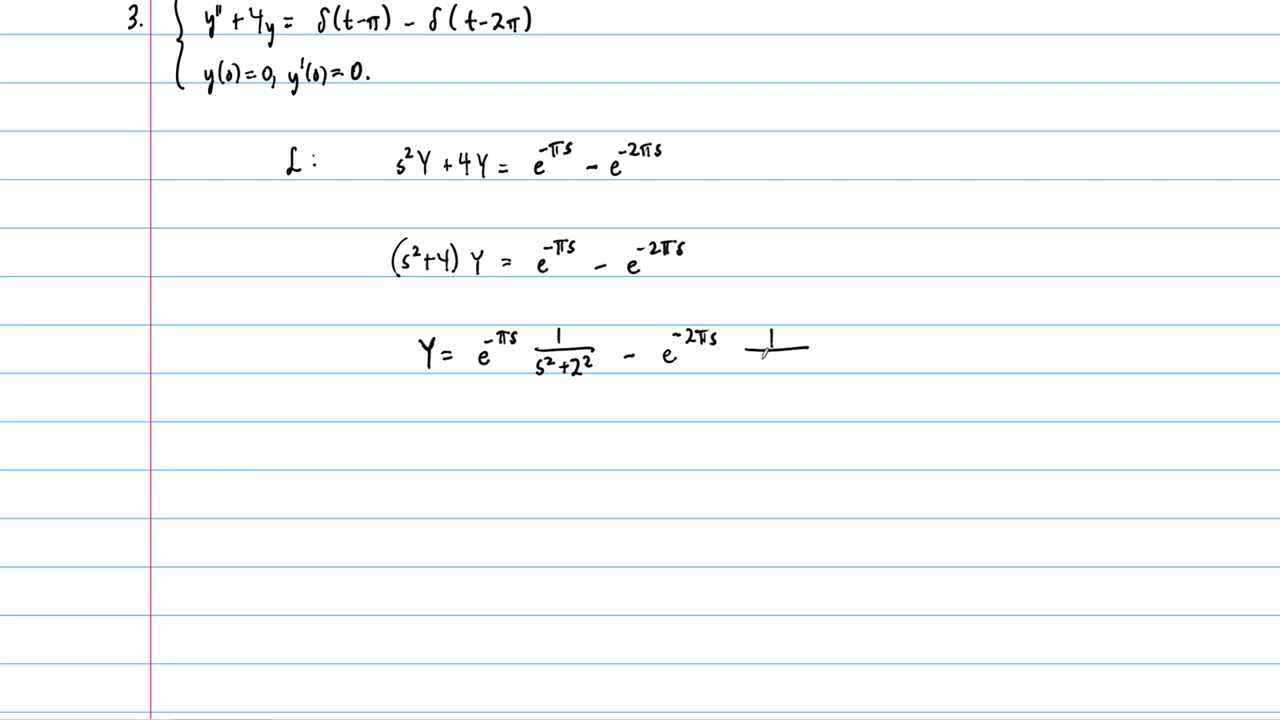 3. { y'' + 4y = δ(t-π) - δ(t-2π)
y(0)=0, y'(0)=0.
ℒ: s²Y + 4Y = e^{-πs} - e^{-2πs}
(s²+4) Y = e^{-πs} - e^{-2πs}
Y = e^{-πs} 1/(s²+2²) - e^{-2πs} 1/